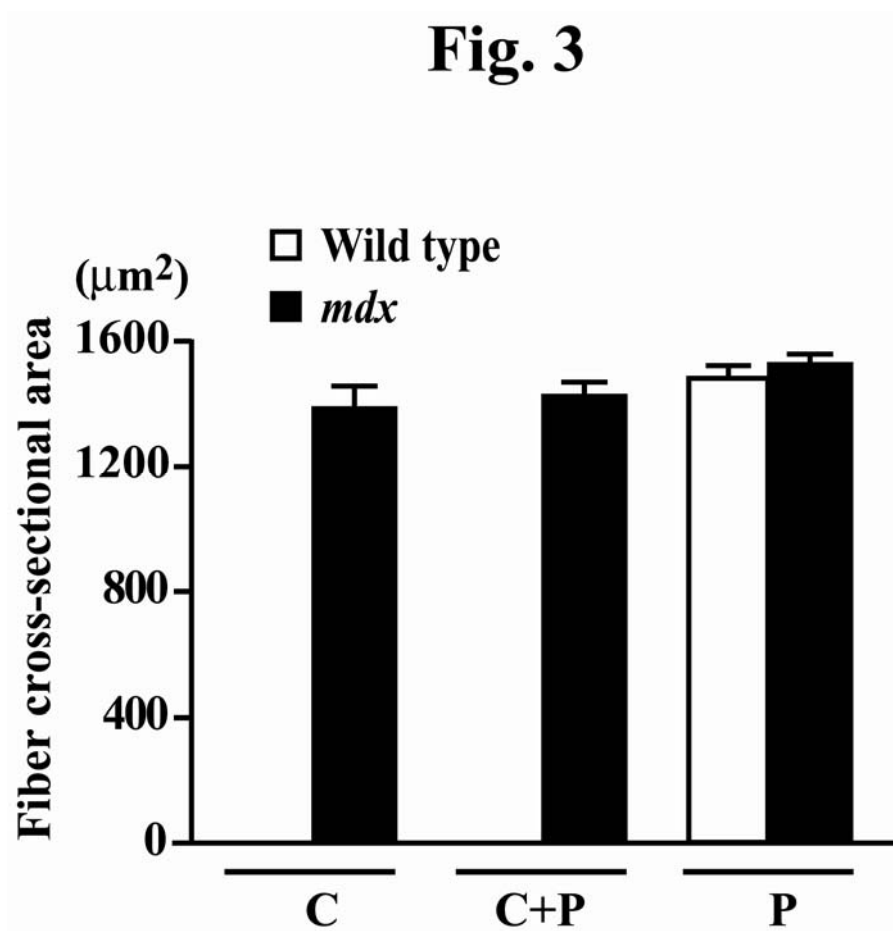 Fig. 3
Wild type
mdx
(μm²)
Fiber cross-sectional area
1600
1200
800
400
0
C
C+P
P